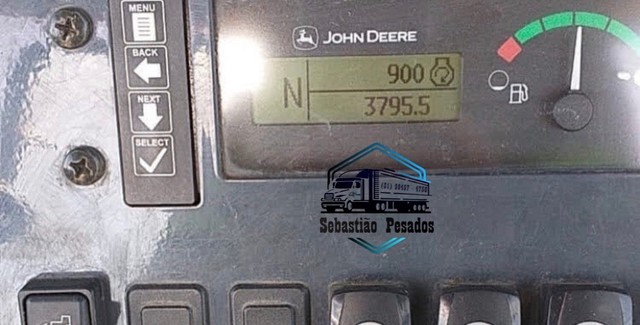 MENU
BACK
NEXT
SELECT
JOHN DEERE
N
900
3795.5
Sebastião Pesados